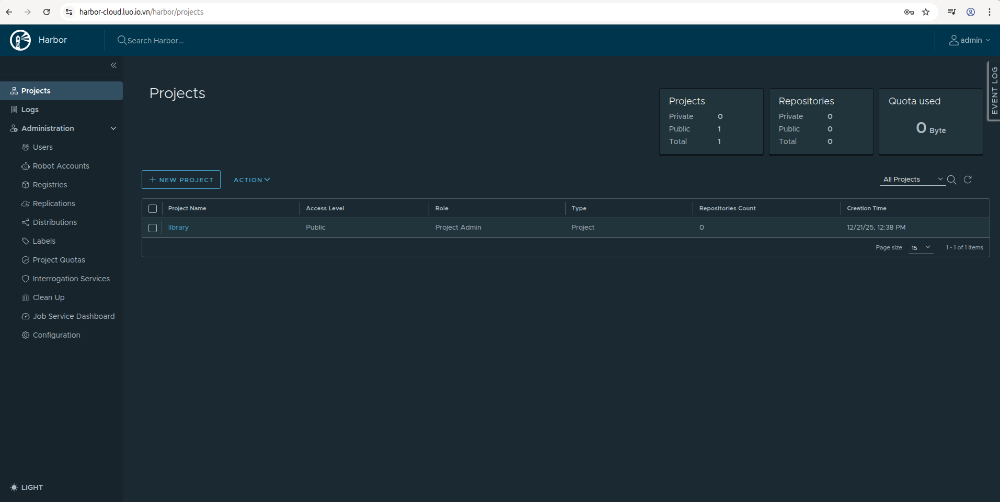 harbor-cloud.luo.io.vn/harbor/projects
Harbor
Search Harbor...
admin
EVENT LOG
Projects
Logs
Administration
Users
Robot Accounts
Registries
Replications
Distributions
Labels
Project Quotas
Interrogation Services
Clean Up
Job Service Dashboard
Configuration
LIGHT
Projects
Projects
Private 0
Public 1
Total 1
Repositories
Private 0
Public 0
Total 0
Quota used
0 Byte
NEW PROJECT ACTION All Projects
Project Name Access Level Role Type Repositories Count Creation Time
library Public Project Admin Project 0 12/21/25, 12:38 PM
Page size 15 1 - 1 of 1 items